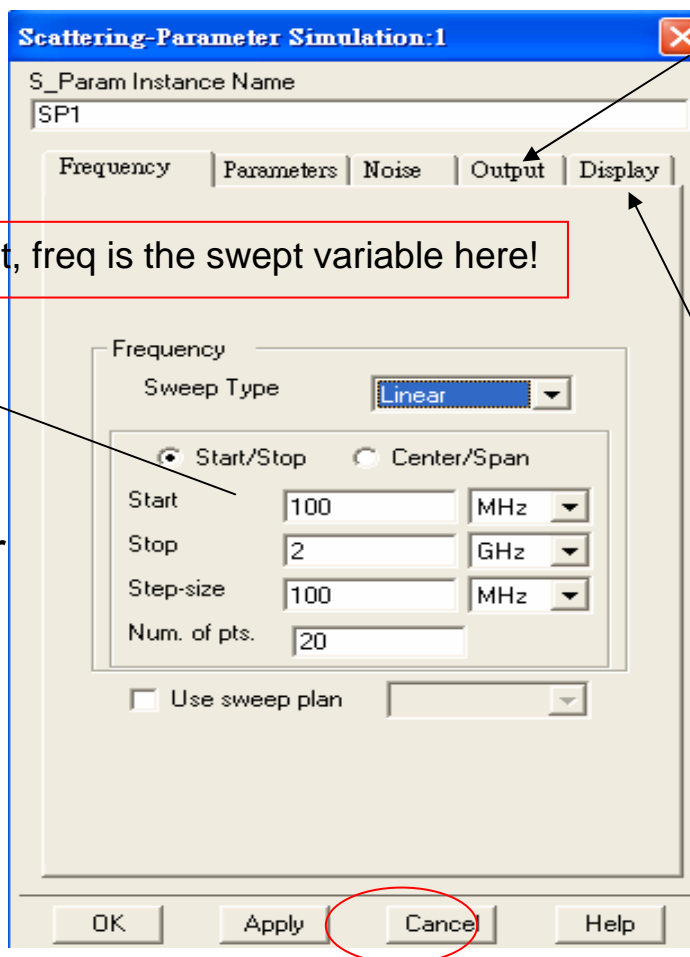 Scattering-Parameter Simulation:1
S_Param Instance Name
SP1
Frequency Parameters Noise Output Display
t, freq is the swept variable here!
Frequency
Sweep Type Linear
Start/Stop Center/Span
Start 100 MHz
Stop 2 GHz
Step-size 100 MHz
Num. of pts. 20
Use sweep plan
OK Apply Cancel Help